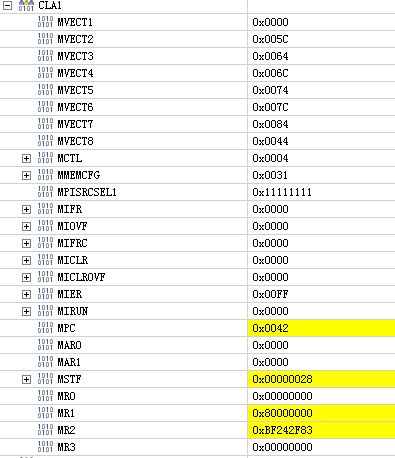 CLA1
MVECT1 0x0000
MVECT2 0x005C
MVECT3 0x0064
MVECT4 0x006C
MVECT5 0x0074
MVECT6 0x007C
MVECT7 0x0084
MVECT8 0x0044
MCTL 0x0004
MMEMCFG 0x0031
MPISRCSEL1 0x11111111
MIFR 0x0000
MIOVF 0x0000
MIFRC 0x0000
MICLR 0x0000
MICLROVF 0x0000
MIER 0x00FF
MIRUN 0x0000
MPC 0x0042
MAR0 0x0000
MAR1 0x0000
MSTF 0x00000028
MR0 0x00000000
MR1 0x80000000
MR2 0xBF242F83
MR3 0x00000000